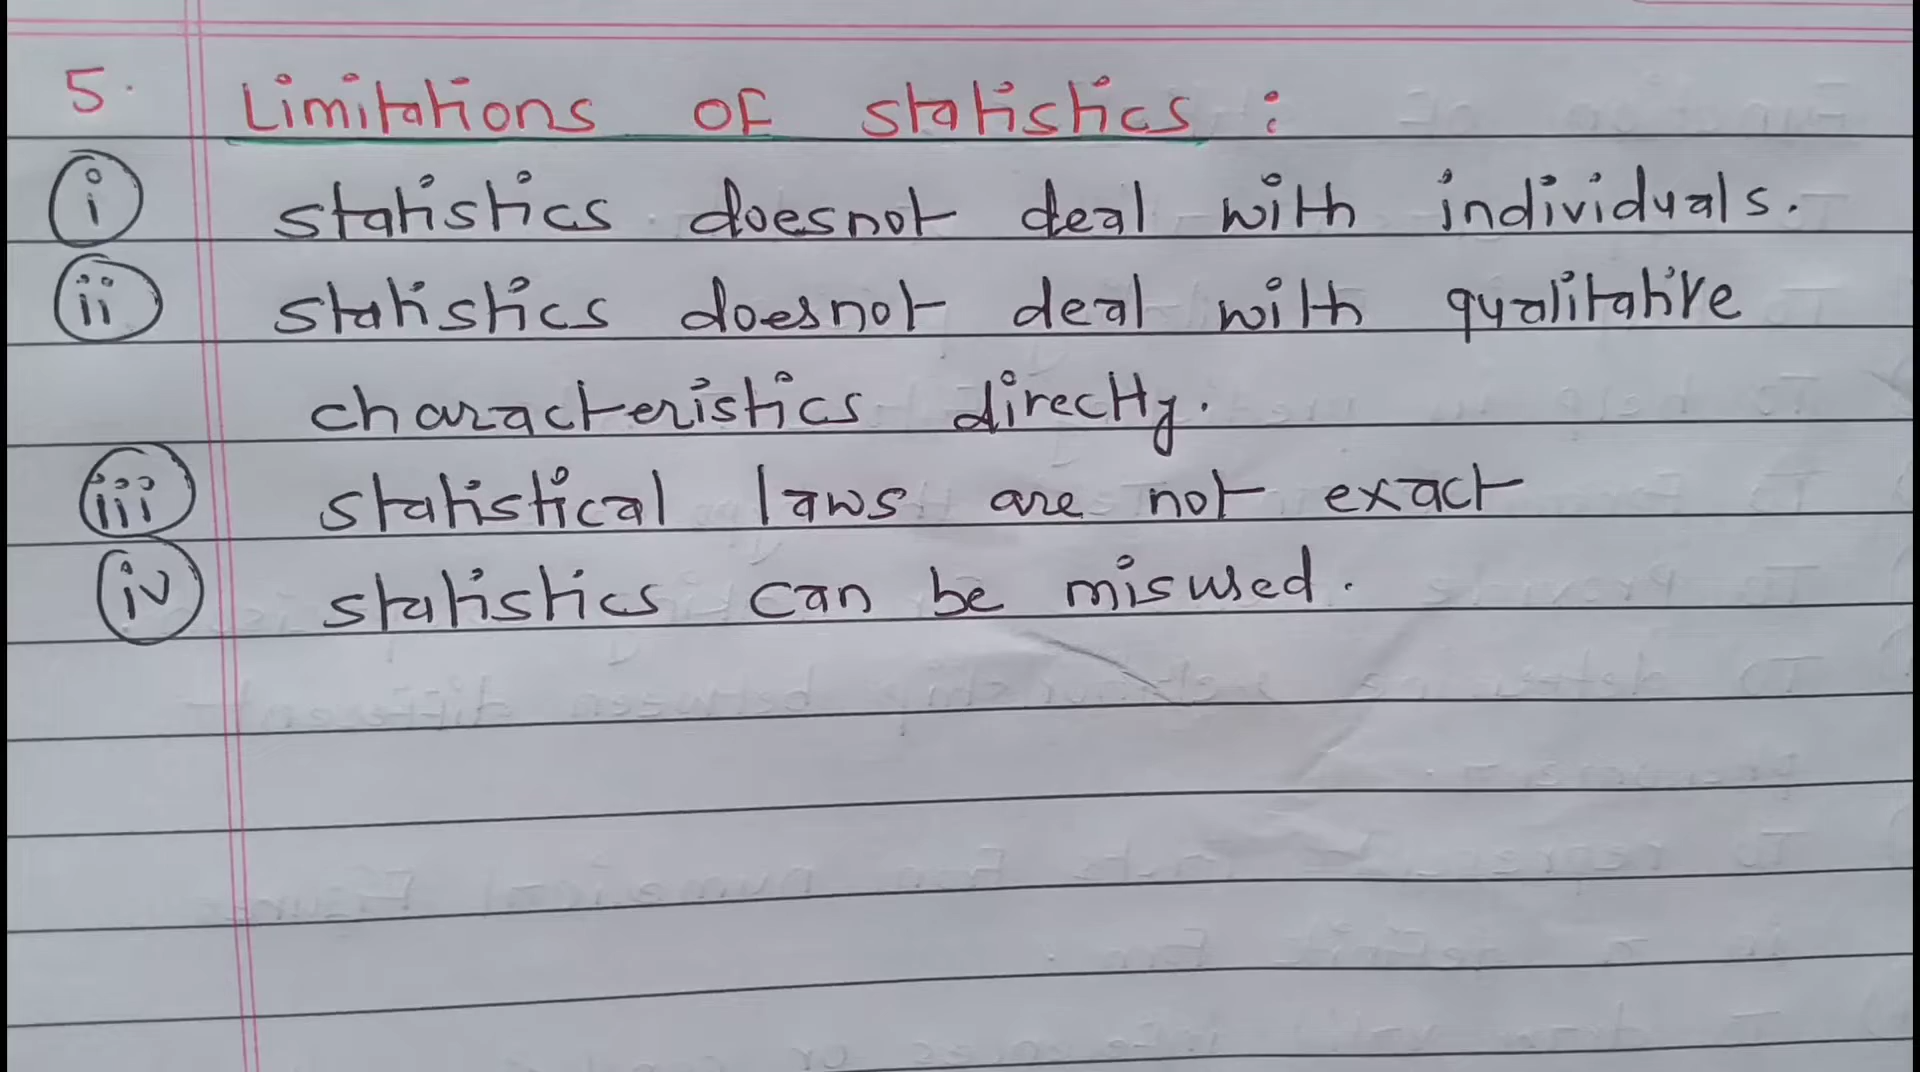 5. Limitations of statistics :
i statistics doesnot deal with individuals.
ii statistics doesnot deal with qualitative
characteristics directly.
iii statistical laws are not exact
iv statistics can be misused.